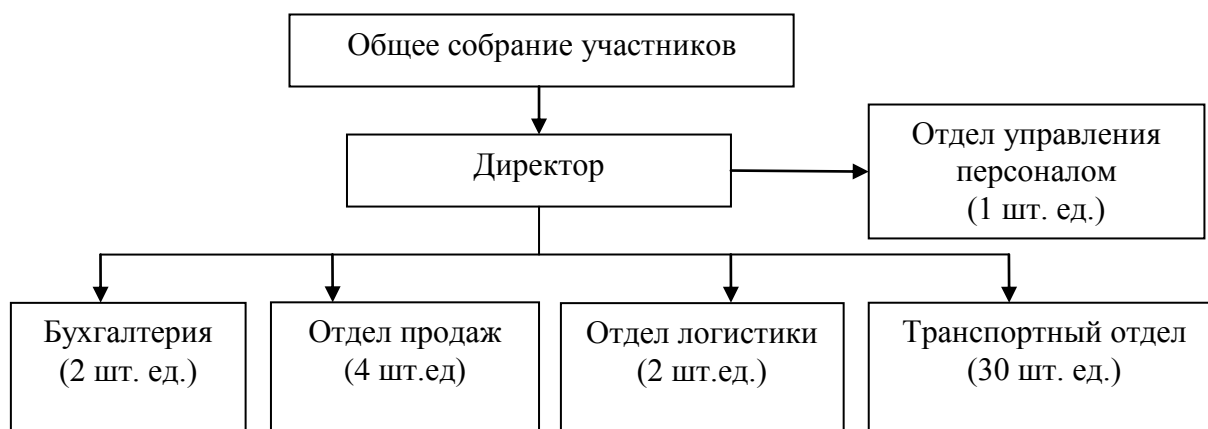 Общее собрание участников
Директор
Отдел управления
персоналом
(1 шт. ед.)
Бухгалтерия
(2 шт. ед.)
Отдел продаж
(4 шт.ед)
Отдел логистики
(2 шт.ед.)
Транспортный отдел
(30 шт. ед.)